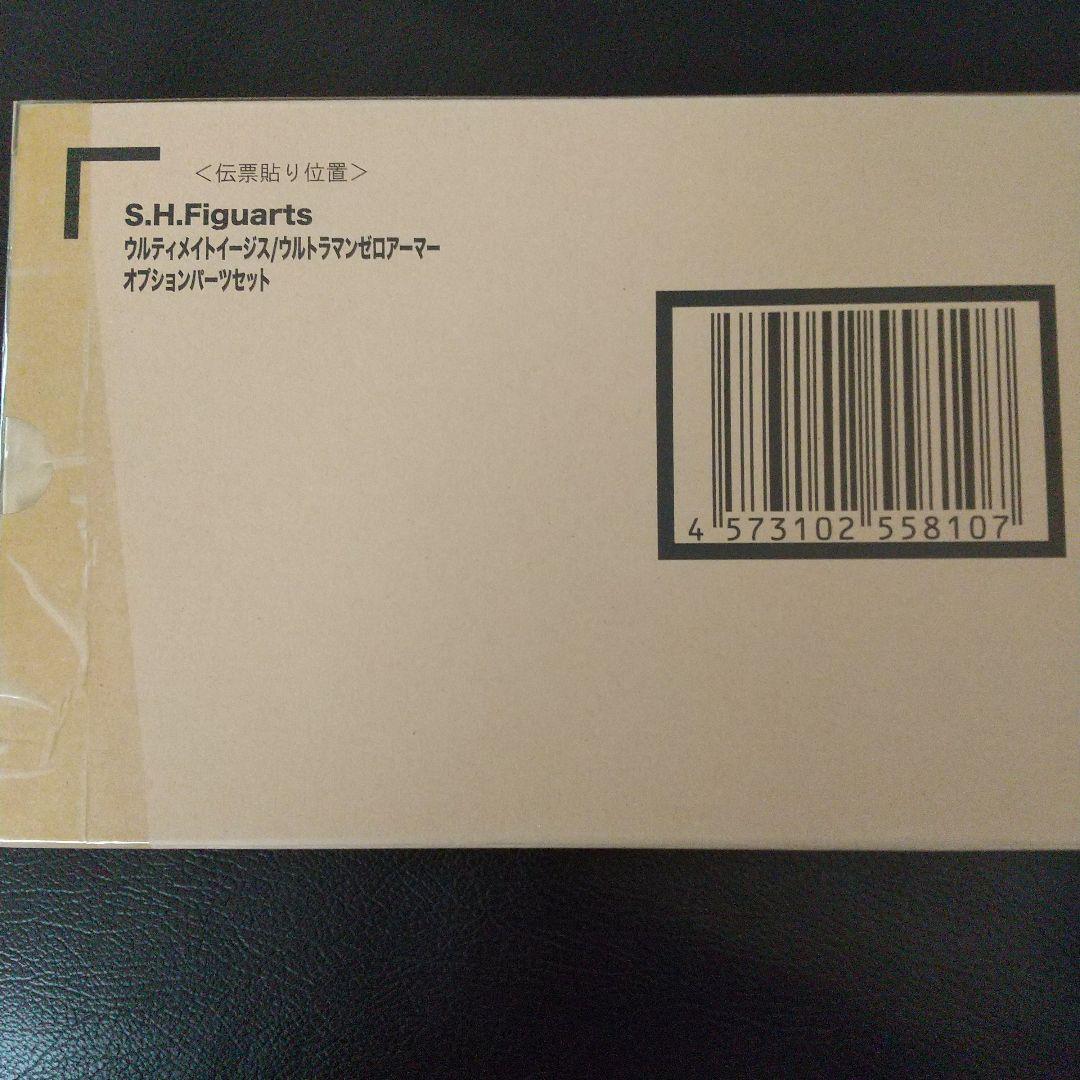 ＜伝票貼り位置＞
S.H.Figuarts
ウルティメイトイージス/ウルトラマンゼロアーマー
オプションパーツセット
4 573102 558107